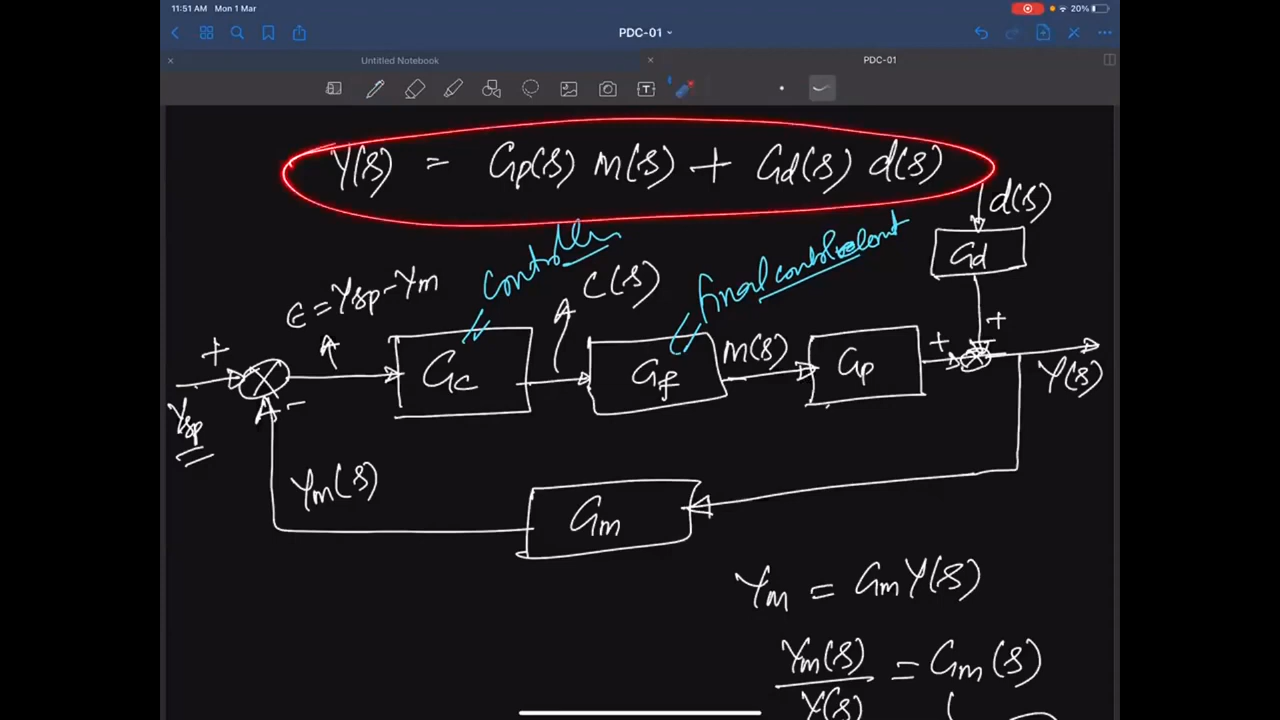 11:51 AM Mon 1 Mar
20%
PDC-01
Untitled Notebook
PDC-01
Y(s) = Gp(s) m(s) + Gd(s) d(s)
d(s)
Gd
controller
final control element
ϵ = Ysp - Ym
C(s)
+
+
+
Gc
Gf
M(s)
Gp
Y(s)
Ysp
-
Ym(s)
Gm
Ym = GmY(s)
Ym(s)
= Gm(s)
Y(s)